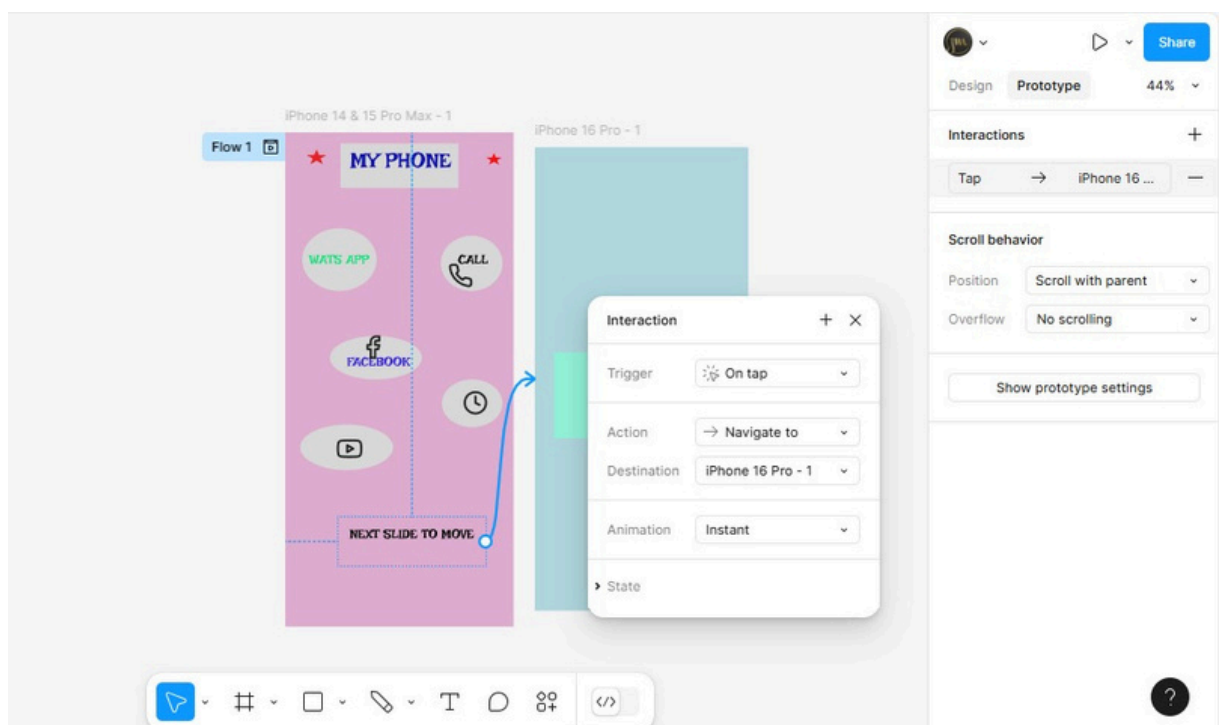 Share
Design Prototype 44%
iPhone 14 & 15 Pro Max - 1
iPhone 16 Pro - 1
Flow 1
MY PHONE
WATS APP
CALL
FACEBOOK
NEXT SLIDE TO MOVE
Interaction
Trigger On tap
Action Navigate to
Destination iPhone 16 Pro - 1
Animation Instant
State
Interactions
Tap iPhone 16 ...
Scroll behavior
Position Scroll with parent
Overflow No scrolling
Show prototype settings
T
?